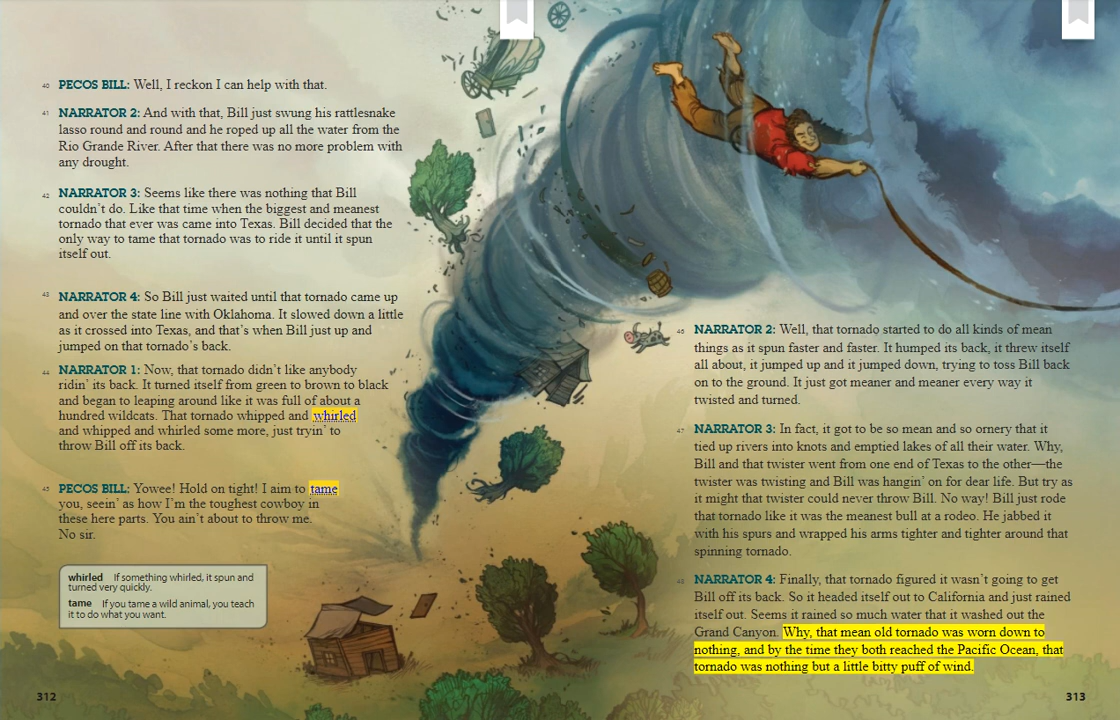 40 PECOS BILL: Well, I reckon I can help with that.
41 NARRATOR 2: And with that, Bill just swung his rattlesnake
lasso round and round and he roped up all the water from the
Rio Grande River. After that there was no more problem with
any drought.
42 NARRATOR 3: Seems like there was nothing that Bill
couldn't do. Like that time when the biggest and meanest
tornado that ever was came into Texas. Bill decided that the
only way to tame that tornado was to ride it until it spun
itself out.
43 NARRATOR 4: So Bill just waited until that tornado came up
and over the state line with Oklahoma. It slowed down a little
as it crossed into Texas, and that's when Bill just up and
jumped on that tornado's back.
44 NARRATOR 1: Now, that tornado didn't like anybody
ridin' its back. It turned itself from green to brown to black
and began to leaping around like it was full of about a
hundred wildcats. That tornado whipped and whirled
and whipped and whirled some more, just tryin' to
throw Bill off its back.
45 PECOS BILL: Yowee! Hold on tight! I aim to tame
you, seein' as how I'm the toughest cowboy in
these here parts. You ain't about to throw me.
No sir.
whirled If something whirled, it spun and
turned very quickly.
tame If you tame a wild animal, you teach
it to do what you want.
312
46 NARRATOR 2: Well, that tornado started to do all kinds of mean
things as it spun faster and faster. It humped its back, it threw itself
all about, it jumped up and it jumped down, trying to toss Bill back
on to the ground. It just got meaner and meaner every way it
twisted and turned.
47 NARRATOR 3: In fact, it got to be so mean and so ornery that it
tied up rivers into knots and emptied lakes of all their water. Why,
Bill and that twister went from one end of Texas to the other—the
twister was twisting and Bill was hangin' on for dear life. But try as
it might that twister could never throw Bill. No way! Bill just rode
that tornado like it was the meanest bull at a rodeo. He jabbed it
with his spurs and wrapped his arms tighter and tighter around that
spinning tornado.
48 NARRATOR 4: Finally, that tornado figured it wasn't going to get
Bill off its back. So it headed itself out to California and just rained
itself out. Seems it rained so much water that it washed out the
Grand Canyon. Why, that mean old tornado was worn down to
nothing, and by the time they both reached the Pacific Ocean, that
tornado was nothing but a little bitty puff of wind.
313